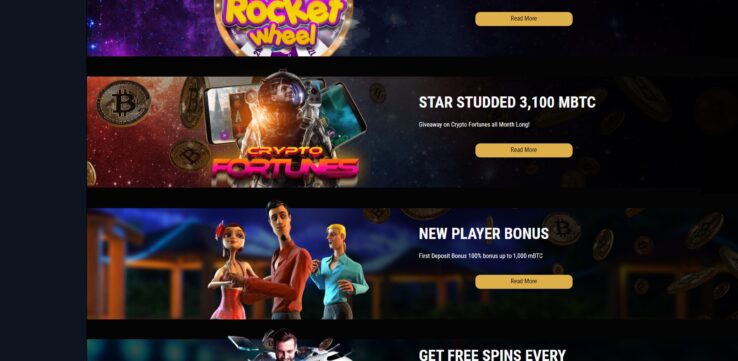 Rocket
wheel
Read More
STAR STUDDED 3,100 MBTC
Giveaway on Crypto Fortunes all Month Long!
CRYPTO
FORTUNES
Read More
NEW PLAYER BONUS
First Deposit Bonus 100% bonus up to 1,000 mBTC
Read More
GET FREE SPINS EVERY